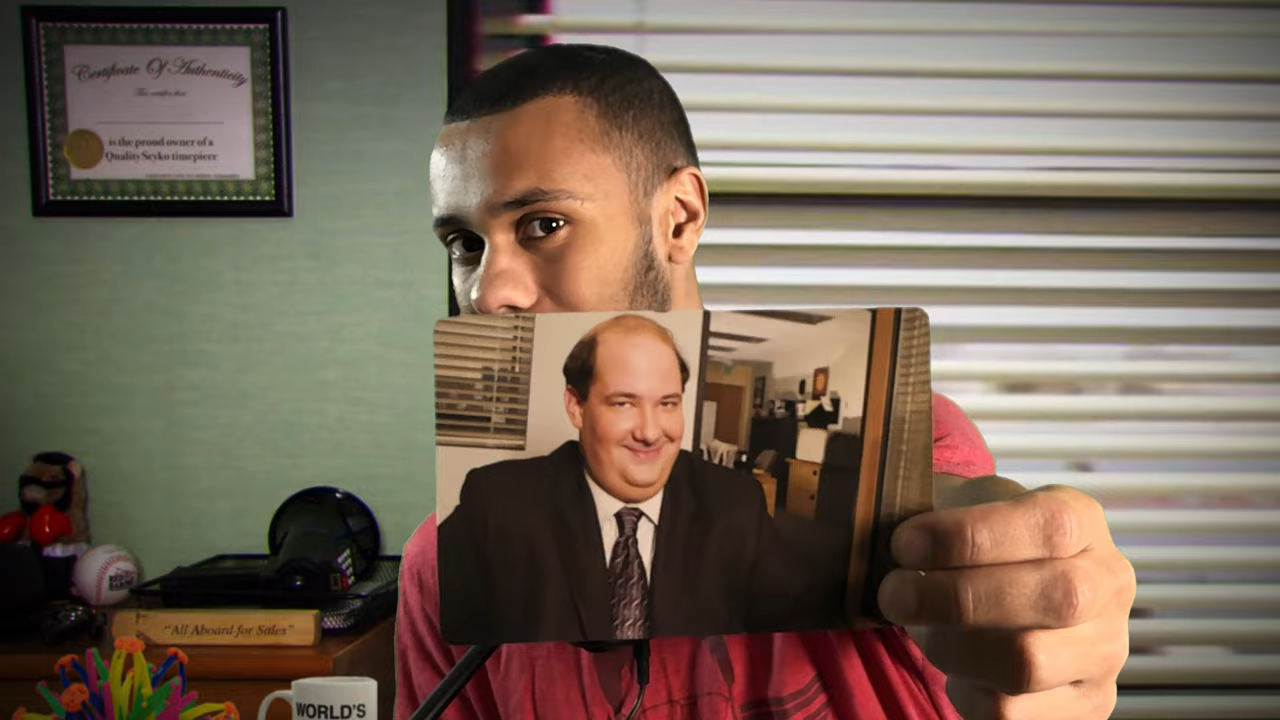 Certificate Of Authenticity
This certifies that
is the proud owner of a
Quality Seyko timepiece
"All Aboard for Sales"
WORLD'S